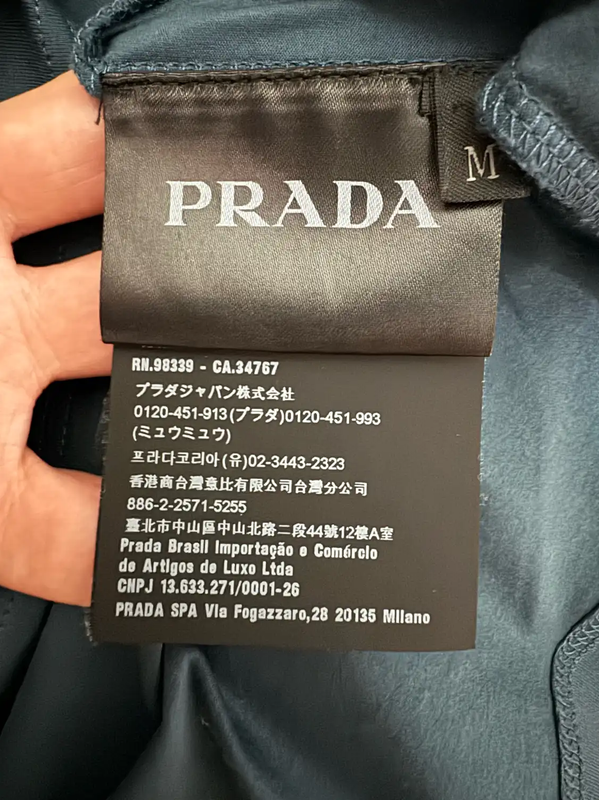 PRADA
M
RN.98339 - CA.34767
プラダジャパン株式会社
0120-451-913(プラダ)0120-451-993
(ミュウミュウ)
프라다코리아(유)02-3443-2323
香港商台灣意比有限公司台灣分公司
886-2-2571-5255
臺北市中山區中山北路二段44號12樓A室
Prada Brasil Importação e Comércio
de Artigos de Luxo Ltda
CNPJ 13.633.271/0001-26
PRADA SPA Via Fogazzaro,28 20135 Milano